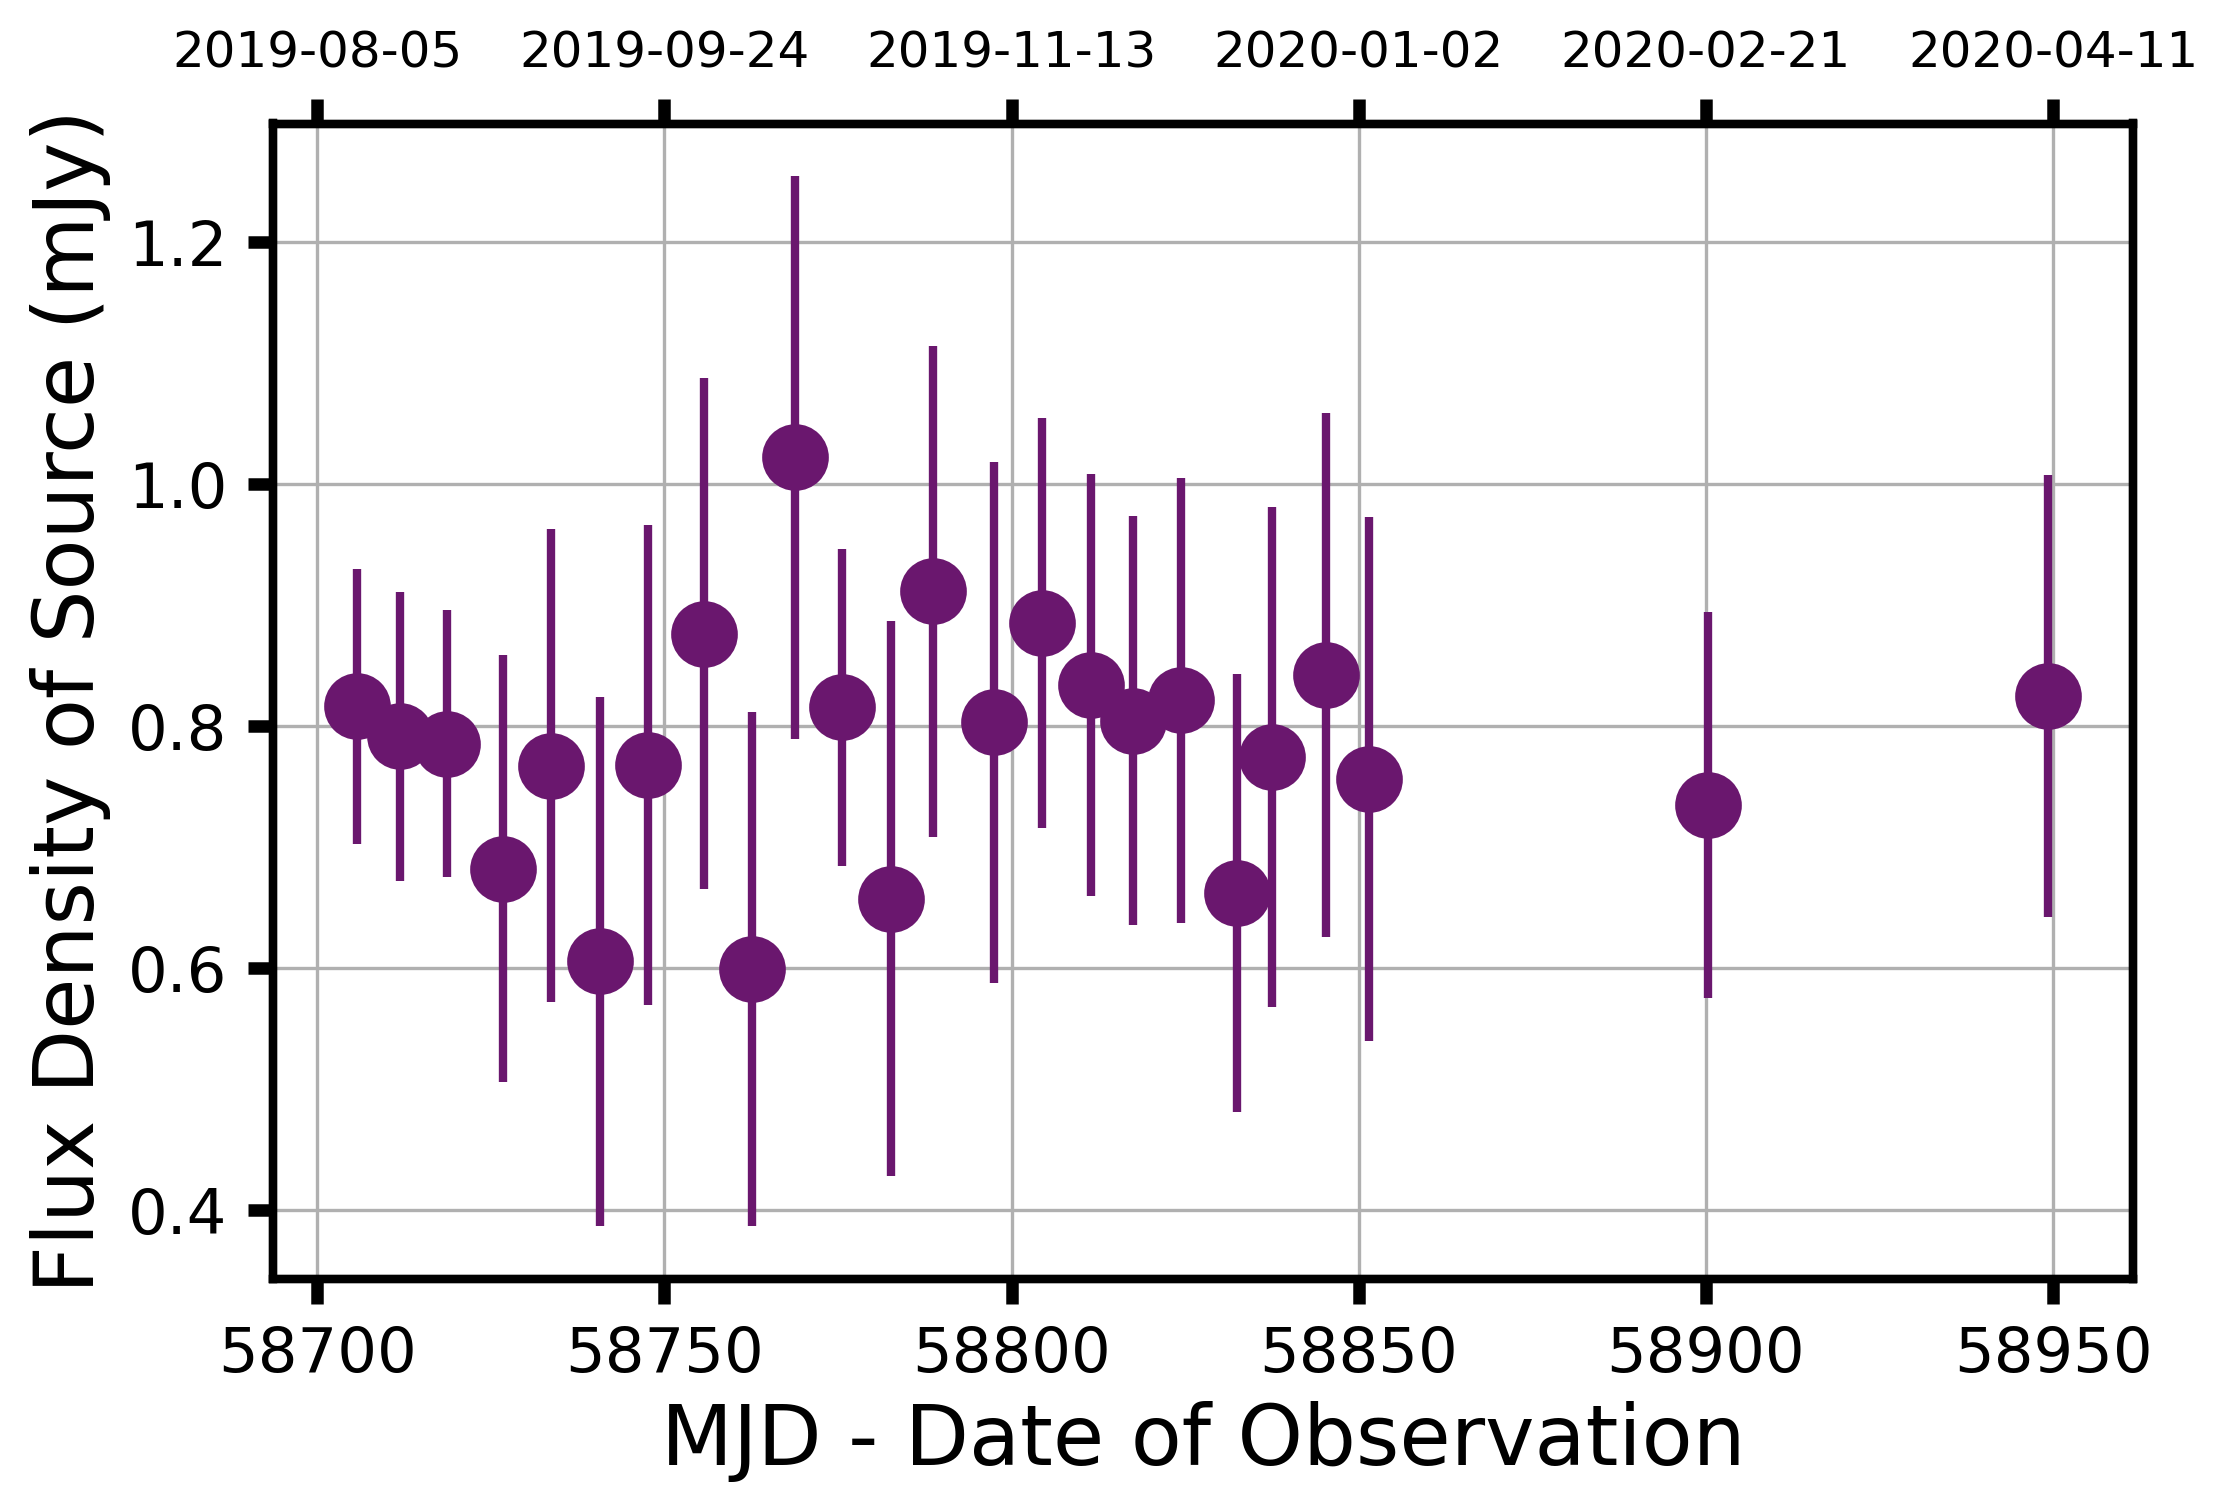 2019-08-05 2019-09-24 2019-11-13 2020-01-02 2020-02-21 2020-04-11
Flux Density of Source (mJy)
1.2
1.0
0.8
0.6
0.4
58700 58750 58800 58850 58900 58950
MJD - Date of Observation